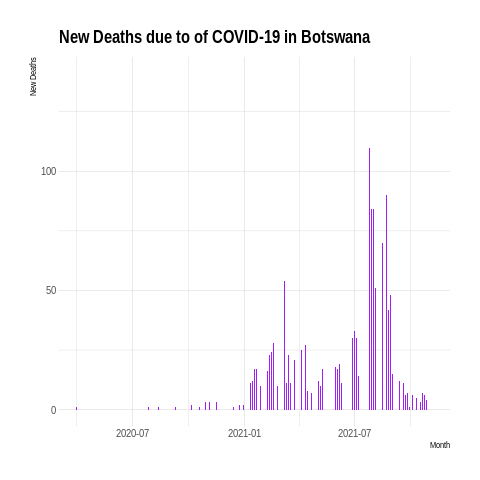 New Deaths due to of COVID-19 in Botswana
New Deaths
100
50
0
2020-07 2021-01 2021-07
Month